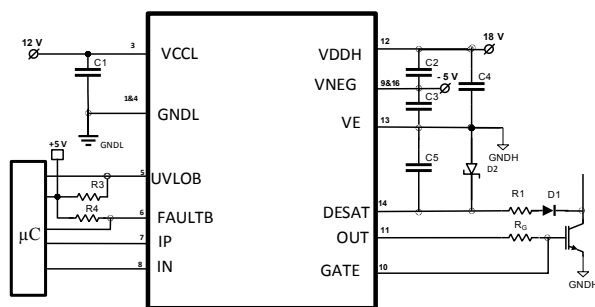 12 V
3
VCCL
C1
1&4
GNDL
GNDL
+5 V
5
UVLOB
R3
R4
6
FAULTB
7
IP
8
IN
µC
VDDH
12
18 V
C2
C4
VNEG
9&16
- 5 V
C3
VE
13
GNDH
C5
D2
DESAT
14
R1
D1
OUT
11
RG
GATE
10
GNDH